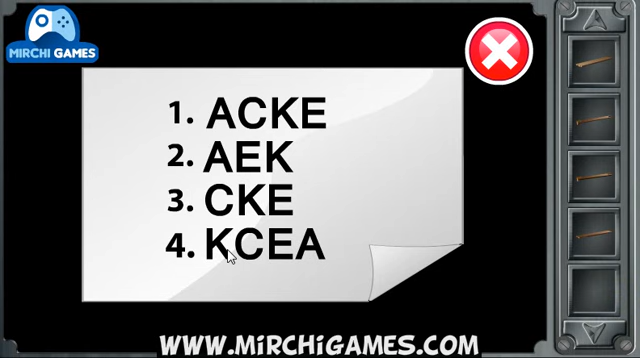 MIRCHI GAMES
1. ACKE
2. AEK
3. CKE
4. KCEA
WWW.MiRCHiGAMES.COM